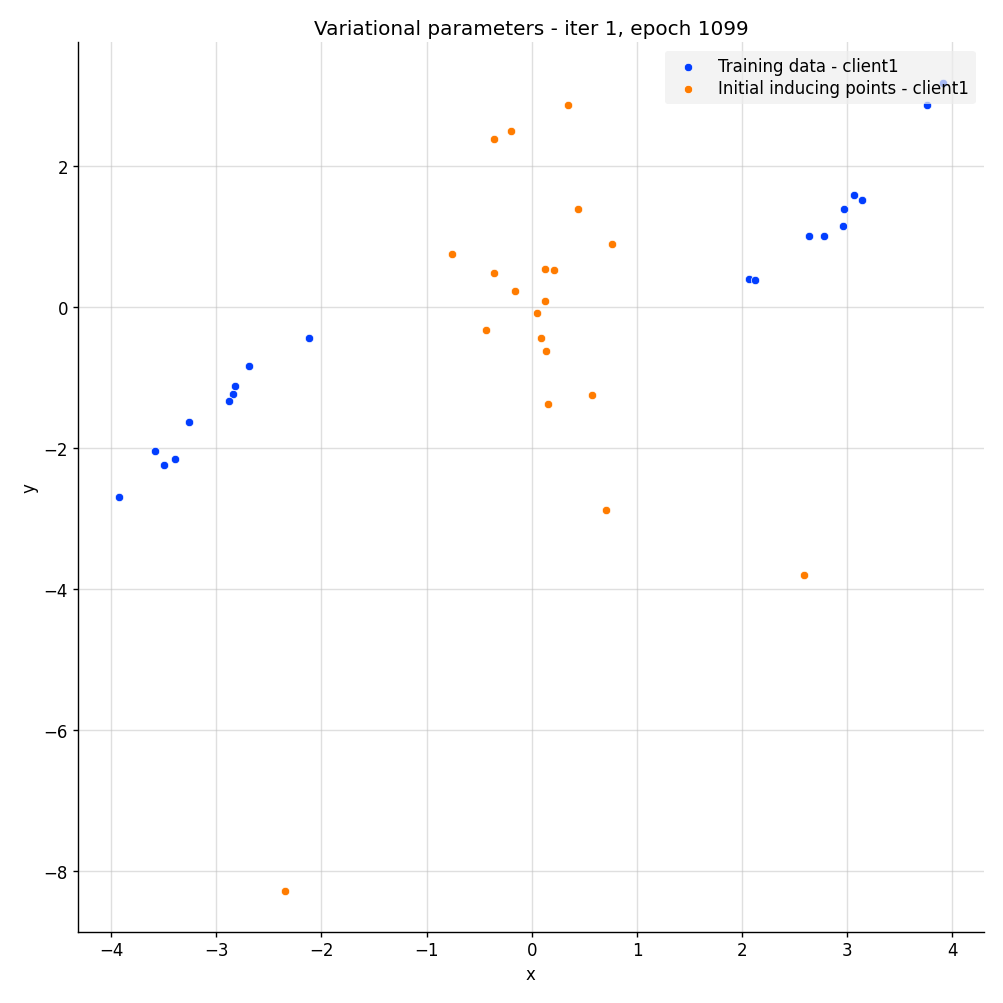 Variational parameters - iter 1, epoch 1099
Training data - client1
Initial inducing points - client1
2
0
−2
−4
−6
−8
y
−4 −3 −2 −1 0 1 2 3 4
x